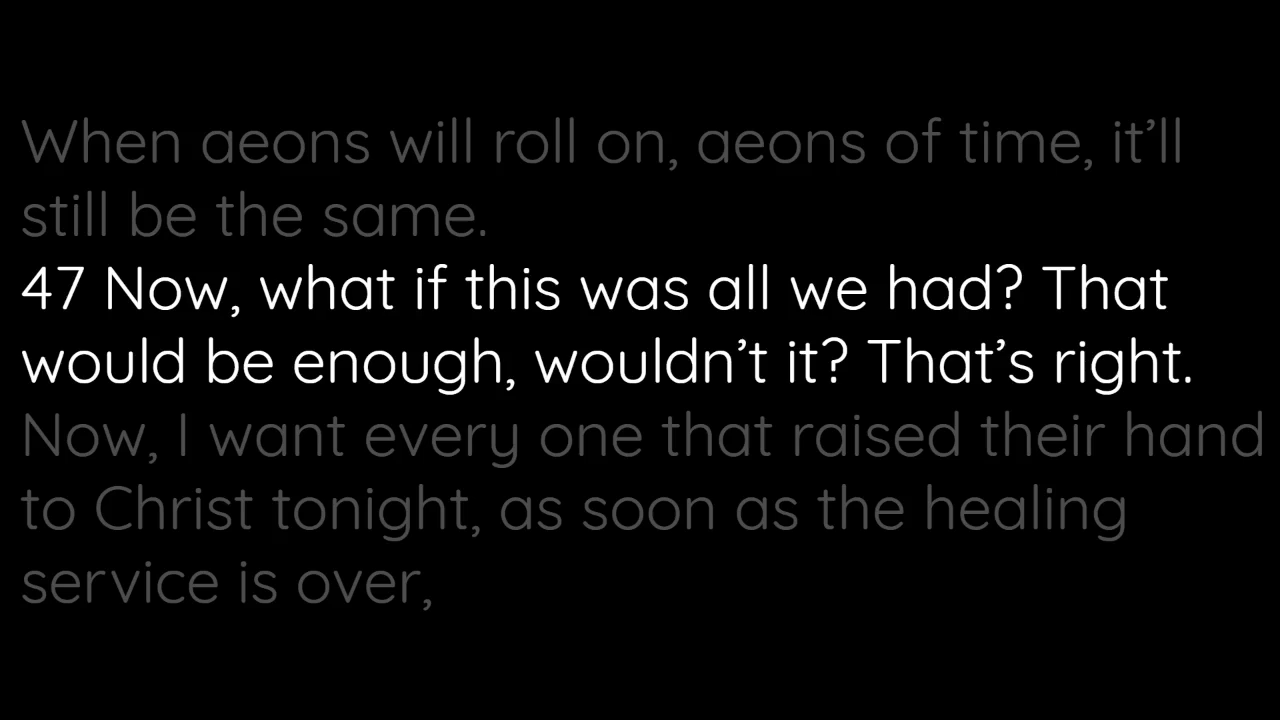 When aeons will roll on, aeons of time, it’ll
still be the same.
47 Now, what if this was all we had? That
would be enough, wouldn’t it? That’s right.
Now, I want every one that raised their hand
to Christ tonight, as soon as the healing
service is over,